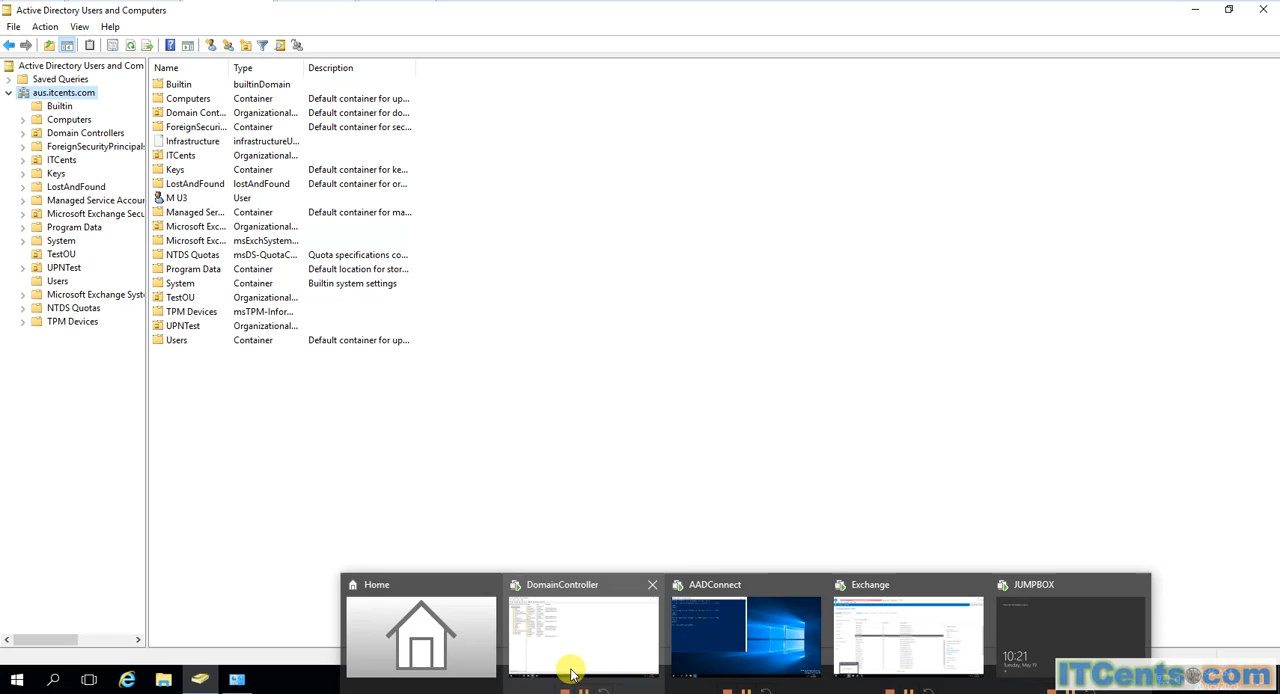 Active Directory Users and Computers
File Action View Help
Active Directory Users and Com
Saved Queries
aus.itcents.com
Builtin
Computers
Domain Controllers
ForeignSecurityPrincipals
ITCents
Keys
LostAndFound
Managed Service Accou
Microsoft Exchange Secu
Program Data
System
TestOU
UPNTest
Users
Microsoft Exchange Syst
NTDS Quotas
TPM Devices
Name Type Description
Builtin builtinDomain
Computers Container Default container for up...
Domain Cont... Organizational... Default container for do...
ForeignSecuri... Container Default container for sec...
Infrastructure infrastructureU...
ITCents Organizational...
Keys Container Default container for ke...
LostAndFound lostAndFound Default container for or...
M U3 User
Managed Ser... Container Default container for ma...
Microsoft Exc... Organizational...
Microsoft Exc... msExchSystem...
NTDS Quotas msDS-QuotaC... Quota specifications co...
Program Data Container Default location for stor...
System Container Builtin system settings
TestOU Organizational...
TPM Devices msTPM-Infor...
UPNTest Organizational...
Users Container Default container for up...
Home DomainController AADConnect Exchange JUMPBOX
10:21
Tuesday, May 19
ITCents.com